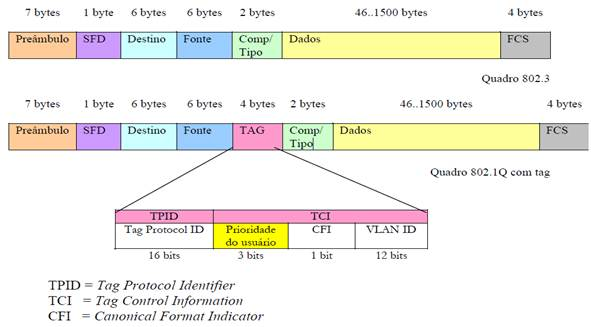 7 bytes 1 byte 6 bytes 6 bytes 2 bytes 46..1500 bytes 4 bytes
Preâmbulo SFD Destino Fonte Comp/ Dados FCS
Tipo
Quadro 802.3
7 bytes 1 byte 6 bytes 6 bytes 4 bytes 2 bytes 46..1500 bytes 4 bytes
Preâmbulo SFD Destino Fonte TAG Comp/ Dados FCS
Tipo
Quadro 802.1Q com tag
TPID TCI
Tag Protocol ID Prioridade CFI VLAN ID
do usuário
16 bits 3 bits 1 bit 12 bits
TPID = Tag Protocol Identifier
TCI = Tag Control Information
CFI = Canonical Format Indicator